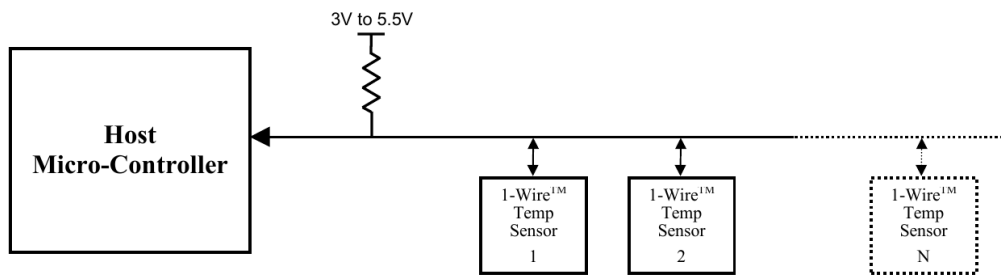 3V to 5.5V
Host
Micro-Controller
1-Wire™
Temp
Sensor
1
1-Wire™
Temp
Sensor
2
1-Wire™
Temp
Sensor
N